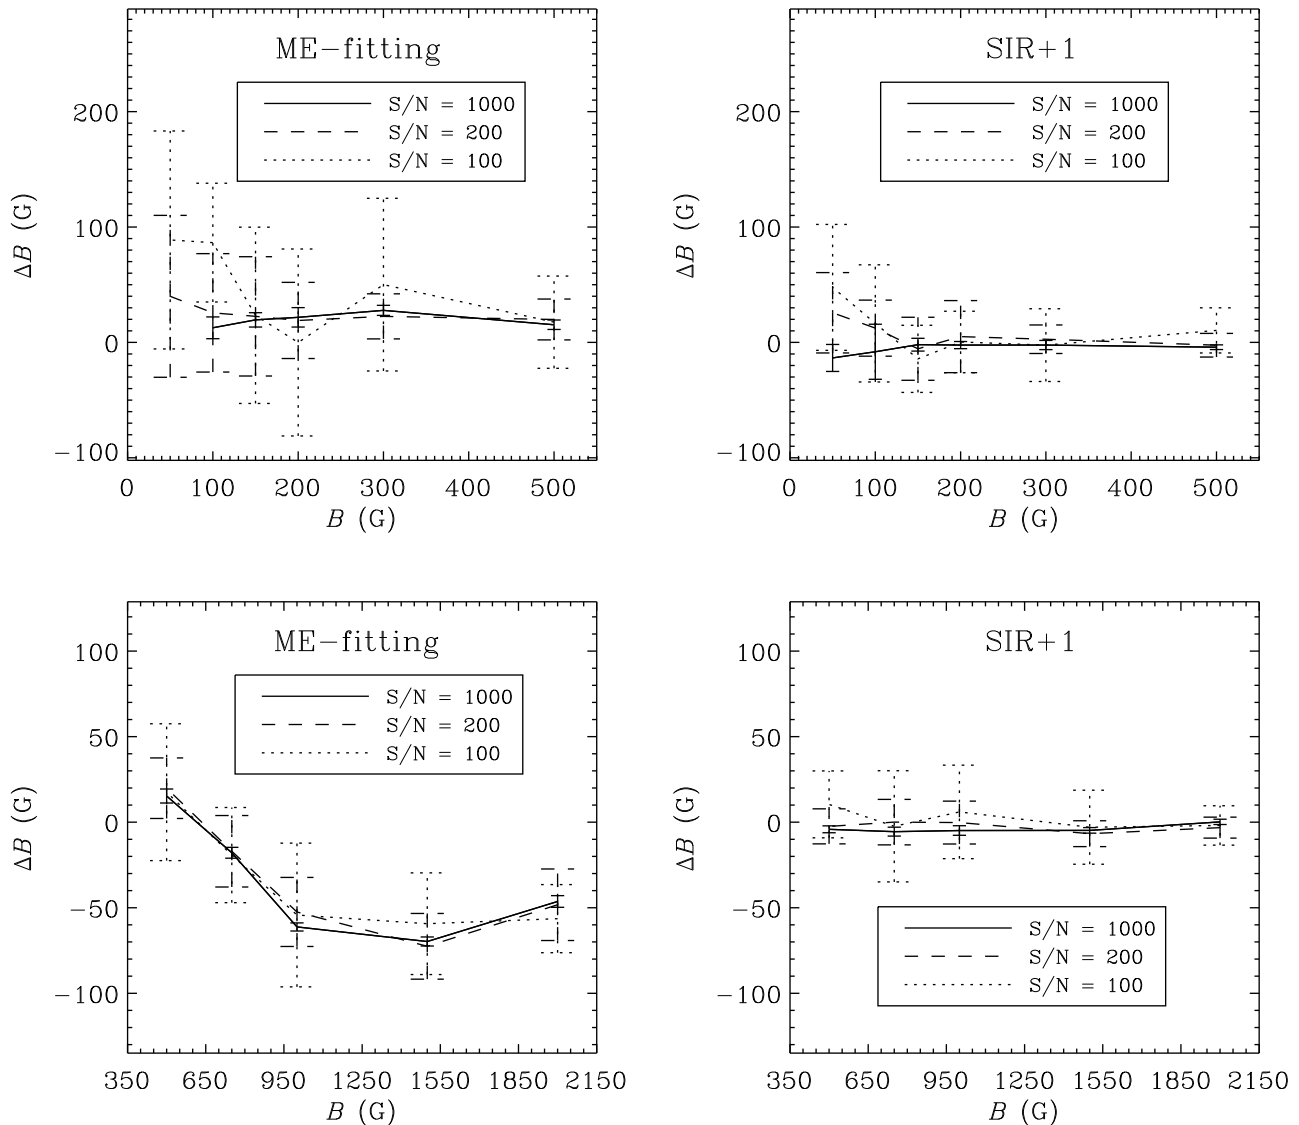 ME-fitting
S/N = 1000
S/N = 200
S/N = 100
200
100
0
-100
ΔB (G)
0 100 200 300 400 500
B (G)
SIR+1
S/N = 1000
S/N = 200
S/N = 100
200
100
0
-100
ΔB (G)
0 100 200 300 400 500
B (G)
ME-fitting
S/N = 1000
S/N = 200
S/N = 100
100
50
0
-50
-100
ΔB (G)
350 650 950 1250 1550 1850 2150
B (G)
SIR+1
S/N = 1000
S/N = 200
S/N = 100
100
50
0
-50
-100
ΔB (G)
350 650 950 1250 1550 1850 2150
B (G)